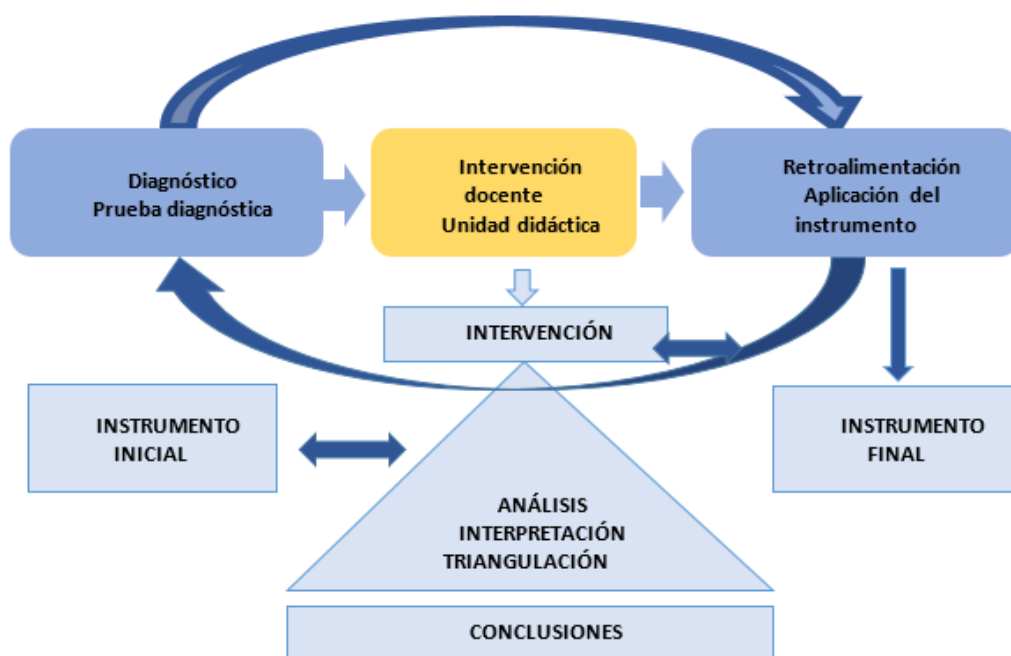 Diagnóstico
Prueba diagnóstica
Intervención
docente
Unidad didáctica
Retroalimentación
Aplicación del
instrumento
INTERVENCIÓN
INSTRUMENTO
INICIAL
INSTRUMENTO
FINAL
ANÁLISIS
INTERPRETACIÓN
TRIANGULACIÓN
CONCLUSIONES